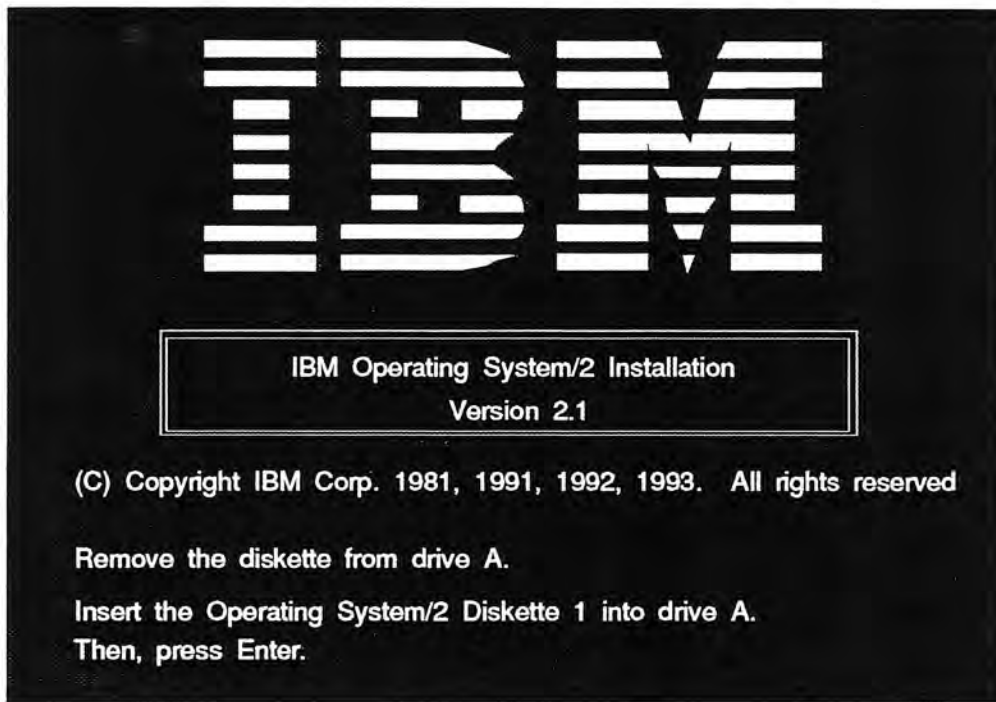 IBM
IBM Operating System/2 Installation
Version 2.1
(C) Copyright IBM Corp. 1981, 1991, 1992, 1993. All rights reserved
Remove the diskette from drive A.
Insert the Operating System/2 Diskette 1 into drive A.
Then, press Enter.